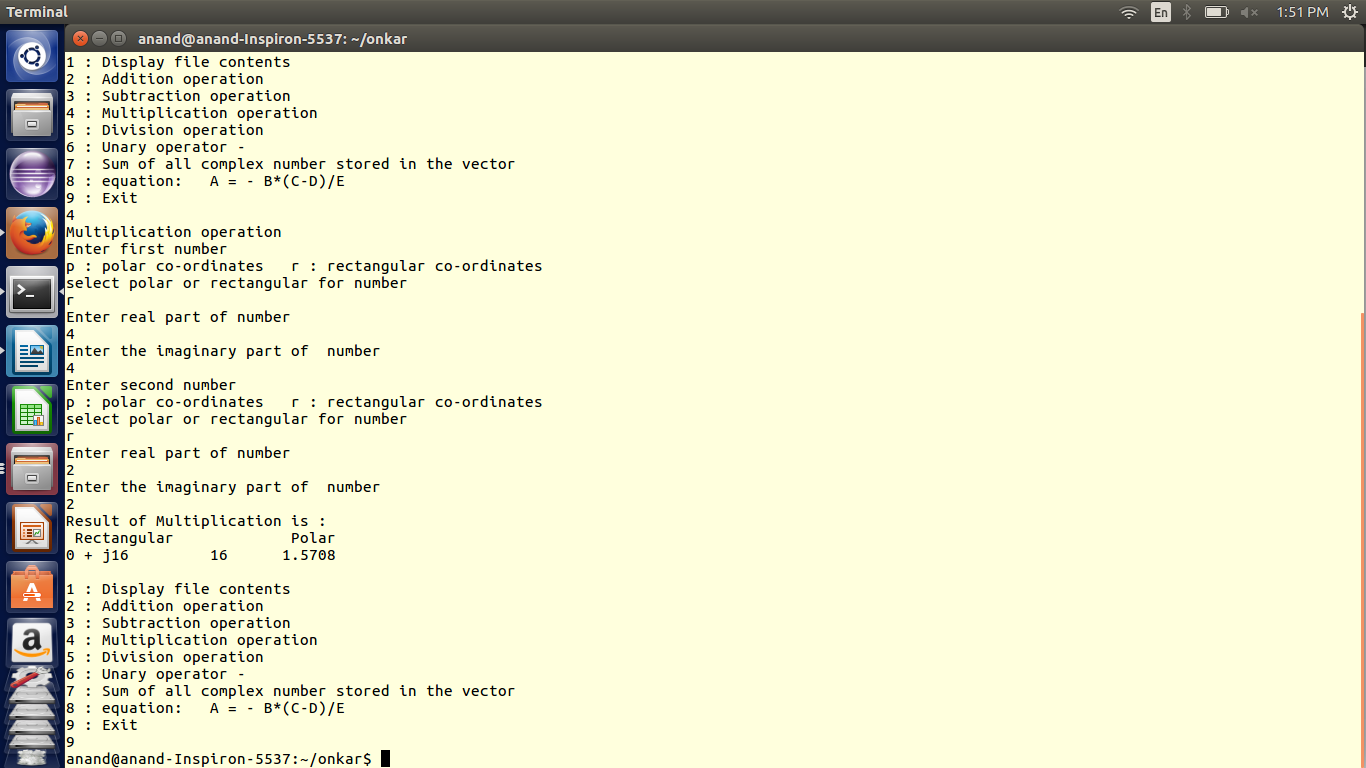 Terminal
En
1:51 PM
anand@anand-Inspiron-5537: ~/onkar
1 : Display file contents
2 : Addition operation
3 : Subtraction operation
4 : Multiplication operation
5 : Division operation
6 : Unary operator -
7 : Sum of all complex number stored in the vector
8 : equation:   A = - B*(C-D)/E
9 : Exit
4
Multiplication operation
Enter first number
p : polar co-ordinates   r : rectangular co-ordinates
select polar or rectangular for number
r
Enter real part of number
4
Enter the imaginary part of  number
4
Enter second number
p : polar co-ordinates   r : rectangular co-ordinates
select polar or rectangular for number
r
Enter real part of number
2
Enter the imaginary part of  number
2
Result of Multiplication is :
 Rectangular             Polar
0 + j16         16      1.5708
1 : Display file contents
2 : Addition operation
3 : Subtraction operation
4 : Multiplication operation
5 : Division operation
6 : Unary operator -
7 : Sum of all complex number stored in the vector
8 : equation:   A = - B*(C-D)/E
9 : Exit
9
anand@anand-Inspiron-5537:~/onkar$